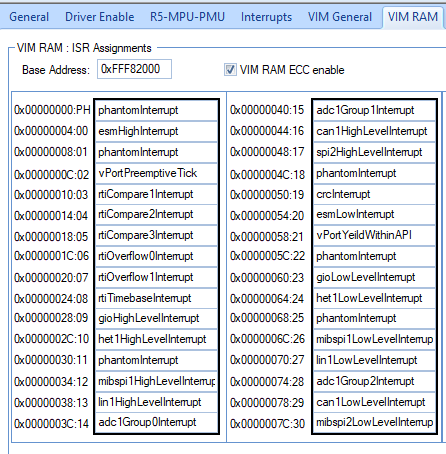 General Driver Enable R5-MPU-PMU Interrupts VIM General VIM RAM
VIM RAM : ISR Assignments
Base Address: 0xFFF82000 VIM RAM ECC enable
0x00000000:PH phantomInterrupt 0x00000040:15 adc1Group1Interrupt
0x00000004:00 esmHighInterrupt 0x00000044:16 can1HighLevelInterrupt
0x00000008:01 phantomInterrupt 0x00000048:17 spi2HighLevelInterrupt
0x0000000C:02 vPortPreemptiveTick 0x0000004C:18 phantomInterrupt
0x00000010:03 rtiCompare1Interrupt 0x00000050:19 crcInterrupt
0x00000014:04 rtiCompare2Interrupt 0x00000054:20 esmLowInterrupt
0x00000018:05 rtiCompare3Interrupt 0x00000058:21 vPortYeildWithinAPI
0x0000001C:06 rtiOverflow0Interrupt 0x0000005C:22 phantomInterrupt
0x00000020:07 rtiOverflow1Interrupt 0x00000060:23 gioLowLevelInterrupt
0x00000024:08 rtiTimebaseInterrupt 0x00000064:24 het1LowLevelInterrupt
0x00000028:09 gioHighLevelInterrupt 0x00000068:25 phantomInterrupt
0x0000002C:10 het1HighLevelInterrupt 0x0000006C:26 mibspi1LowLevelInterrup
0x00000030:11 phantomInterrupt 0x00000070:27 lin1LowLevelInterrupt
0x00000034:12 mibspi1HighLevelInterrup 0x00000074:28 adc1Group2Interrupt
0x00000038:13 lin1HighLevelInterrupt 0x00000078:29 can1LowLevelInterrupt
0x0000003C:14 adc1Group0Interrupt 0x0000007C:30 mibspi2LowLevelInterrup